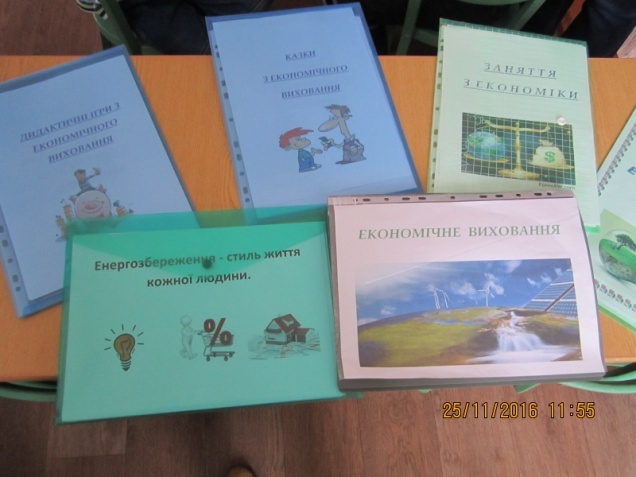 ДИДАКТИЧНІ ІГРИ З
ЕКОНОМІЧНОГО
ВИХОВАННЯ
КАЗКИ
З ЕКОНОМІЧНОГО
ВИХОВАННЯ
ЗАНЯТТЯ
З ЕКОНОМІКИ
Енергозбереження - стиль життя
кожної людини.
%
ЕКОНОМІЧНЕ ВИХОВАННЯ
$
25/11/2016 11:55